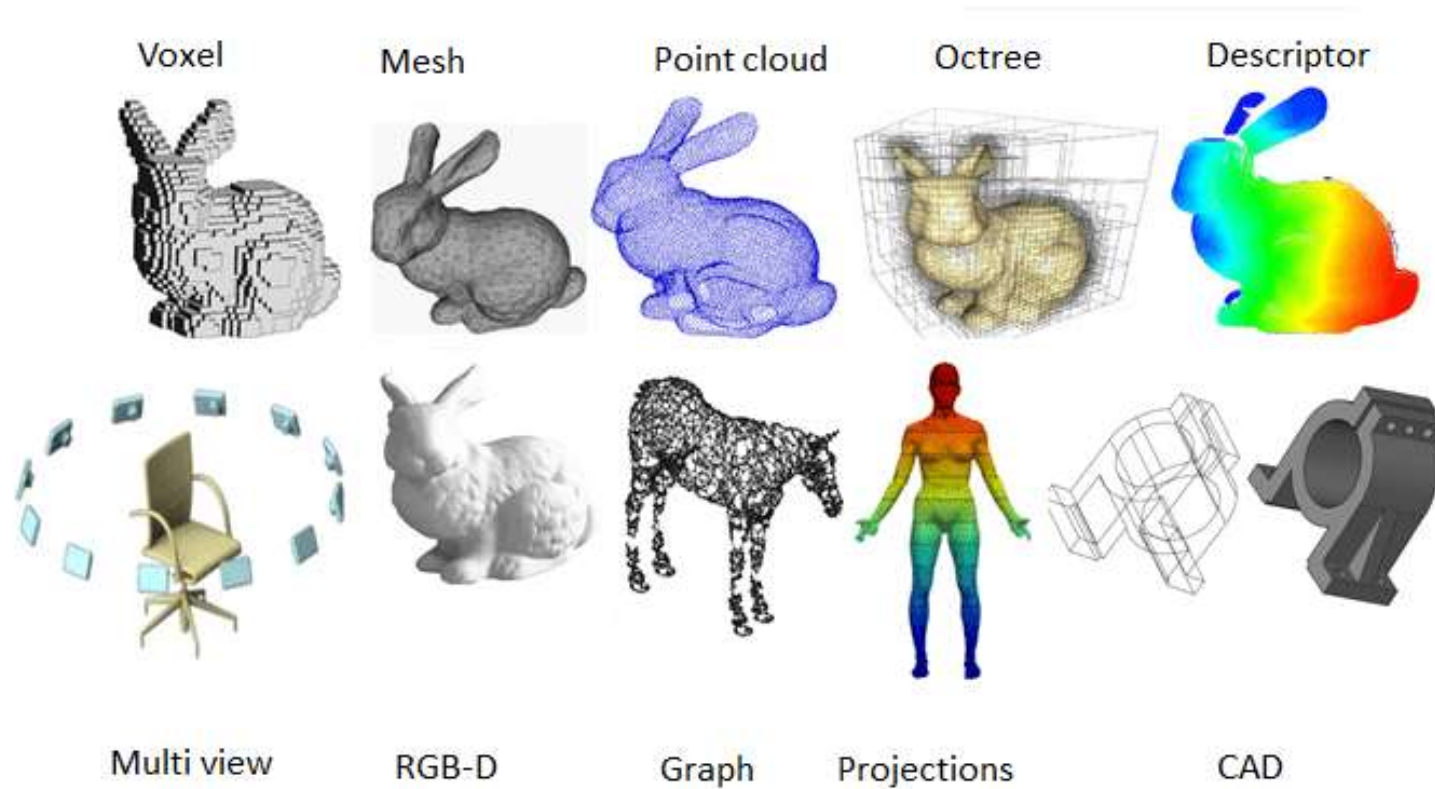 Voxel
Mesh
Point cloud
Octree
Descriptor
Multi view
RGB-D
Graph
Projections
CAD